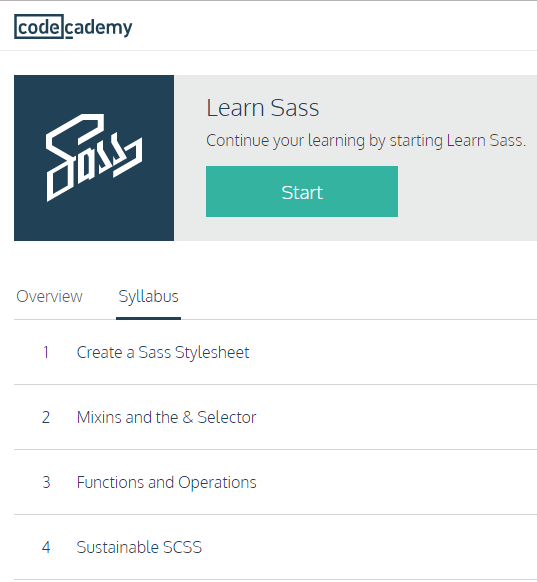 codecademy
Learn Sass
Sass
Continue your learning by starting Learn Sass.
Start
Overview Syllabus
1 Create a Sass Stylesheet
2 Mixins and the & Selector
3 Functions and Operations
4 Sustainable SCSS